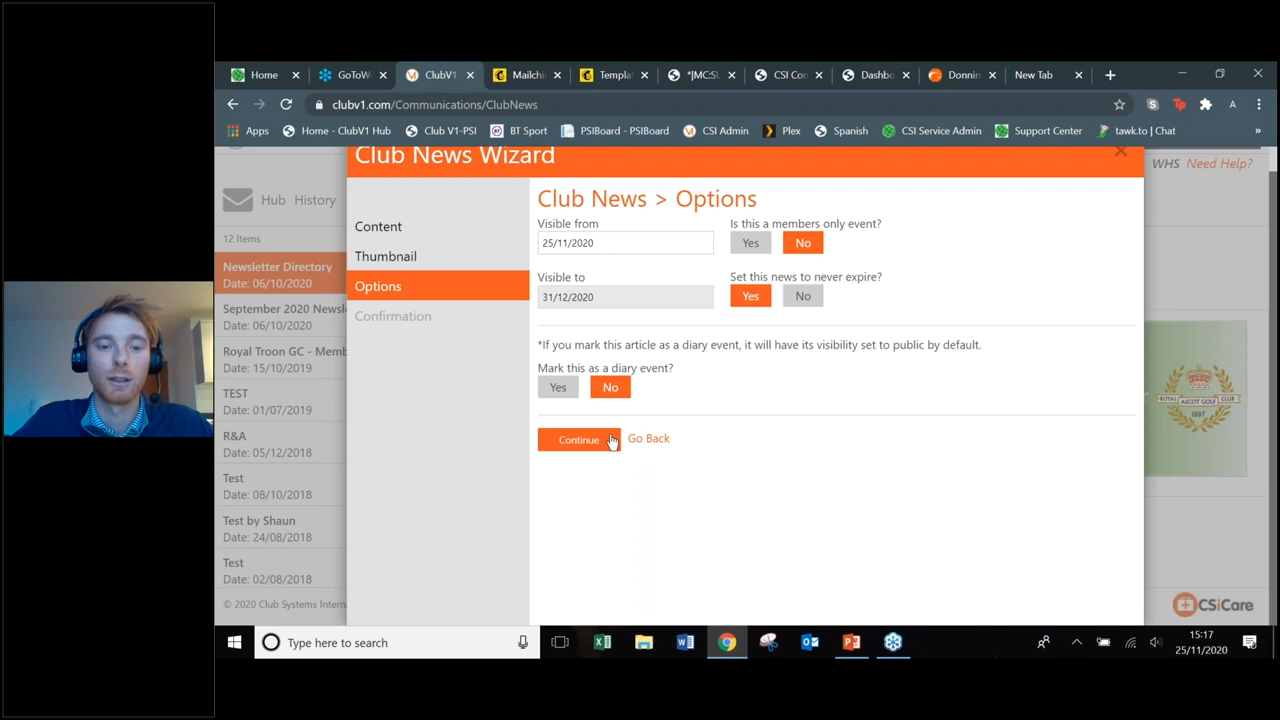 Home
GoToW
ClubV1
Mailchi
Templa
*|MC:SU
CSI Con
Dashbo
Donnin
New Tab
clubv1.com/Communications/ClubNews
Apps
Home - ClubV1 Hub
Club V1-PSI
BT Sport
PSIBoard - PSIBoard
CSI Admin
Plex
Spanish
CSI Service Admin
Support Center
tawk.to | Chat
»
Club News Wizard
WHS Need Help?
Hub History
12 Items
Newsletter Directory
Date: 06/10/2020
September 2020 Newsl
Date: 06/10/2020
Royal Troon GC - Memb
Date: 15/10/2019
TEST
Date: 01/07/2019
R&A
Date: 05/12/2018
Test
Date: 08/10/2018
Test by Shaun
Date: 24/08/2018
Test
Date: 02/08/2018
© 2020 Club Systems Intern
Content
Thumbnail
Options
Confirmation
Club News > Options
Visible from
25/11/2020
Is this a members only event?
Yes No
Visible to
31/12/2020
Set this news to never expire?
Yes No
*If you mark this article as a diary event, it will have its visibility set to public by default.
Mark this as a diary event?
Yes No
Continue Go Back
ROYAL ASCOT GOLF CLUB
1887
CSiCare
Type here to search
15:17
25/11/2020